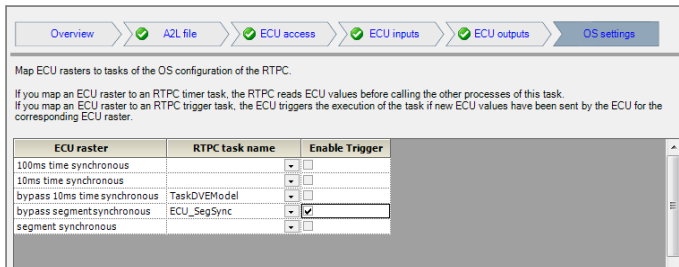 Overview A2L file ECU access ECU inputs ECU outputs OS settings
Map ECU rasters to tasks of the OS configuration of the RTPC.
If you map an ECU raster to an RTPC timer task, the RTPC reads ECU values before calling the other processes of this task.
If you map an ECU raster to an RTPC trigger task, the ECU triggers the execution of the task if new ECU values have been sent by the ECU for the
corresponding ECU raster.
ECU raster RTPC task name Enable Trigger
100ms time synchronous
10ms time synchronous
bypass 10ms time synchronous TaskDVEModel
bypass segmentsynchronous ECU_SegSync
segment synchronous